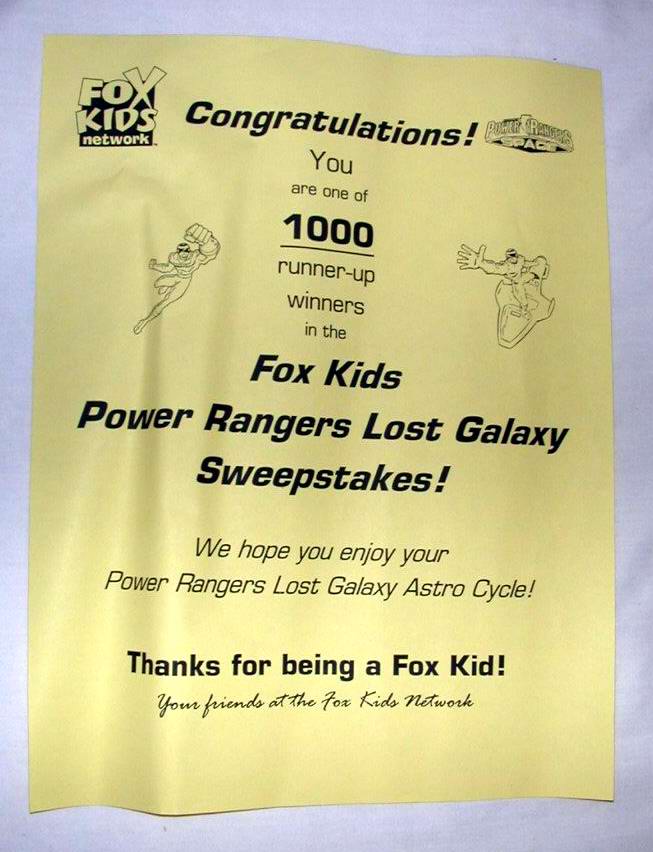 FOX
KIDS
network
Congratulations!
POWER RANGERS
IN SPACE
You
are one of
1000
runner-up
winners
in the
Fox Kids
Power Rangers Lost Galaxy
Sweepstakes!
We hope you enjoy your
Power Rangers Lost Galaxy Astro Cycle!
Thanks for being a Fox Kid!
Your friends at the Fox Kids Network